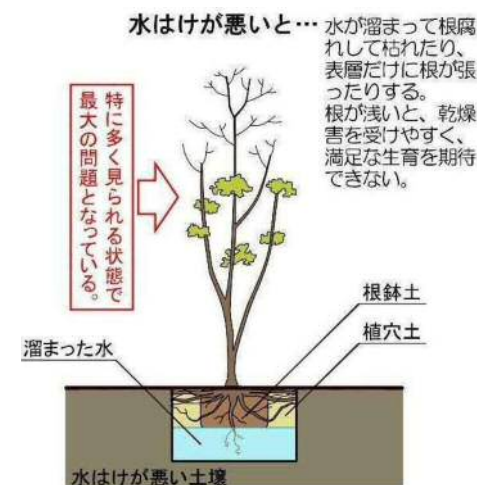 水はけが悪いと…
水が溜まって根腐
れして枯れたり、
表層だけに根が張
ったりする。
根が浅いと、乾燥
害を受けやすく、
満足な生育を期待
できない。
特に多く見られる状態で
最大の問題となっている。
根鉢土
植穴土
溜まった水
水はけが悪い土壌